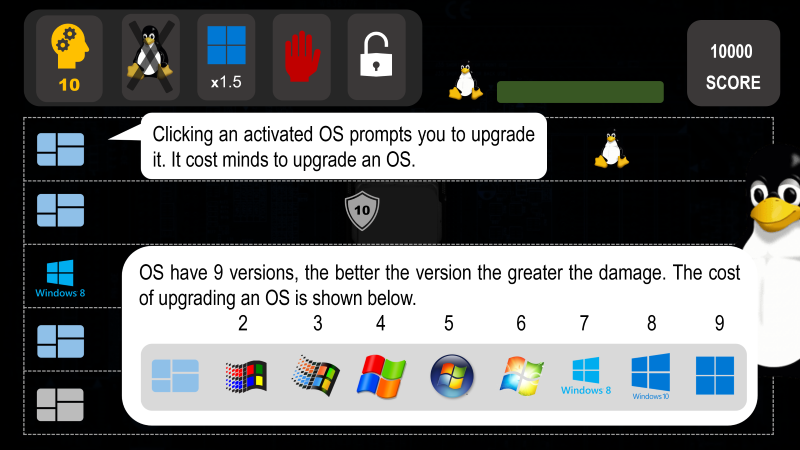 10
x1.5
10000
SCORE
Clicking an activated OS prompts you to upgrade
it. It cost minds to upgrade an OS.
10
Windows 8
OS have 9 versions, the better the version the greater the damage. The cost
of upgrading an OS is shown below.
2 3 4 5 6 7 8 9
Windows 8
Windows 10